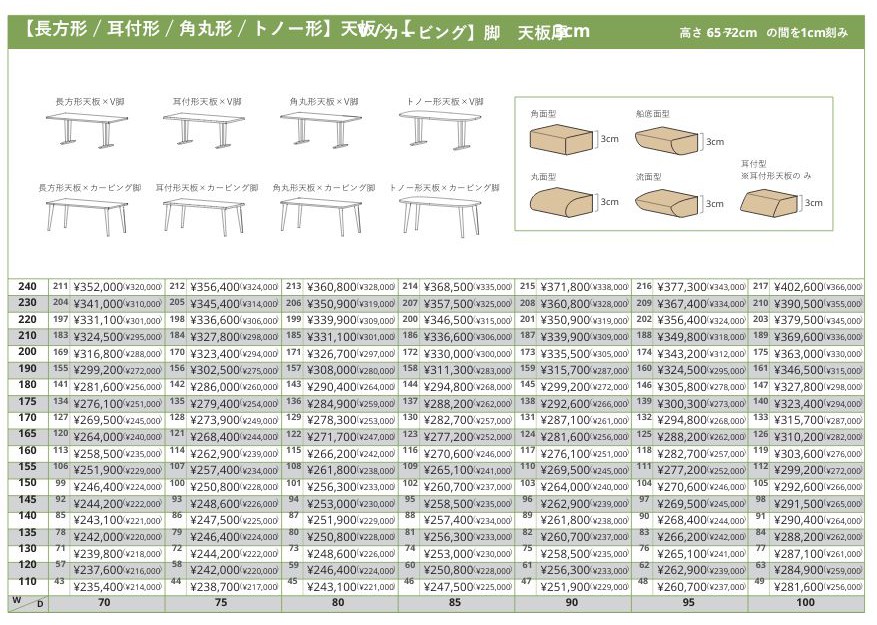 【長方形 / 耳付形 / 角丸形 / トノー形】天板 × 【V / カービング】脚 天板厚3cm 高さ 65~72cm の間を1cm刻み
長方形天板×V脚 耳付形天板×V脚 角丸形天板×V脚 トノー形天板×V脚
長方形天板×カービング脚 耳付形天板×カービング脚 角丸形天板×カービング脚 トノー形天板×カービング脚
角面型 3cm 船底面型 3cm
丸面型 3cm 流面型 3cm 耳付型
※耳付形天板のみ
3cm
240 211 ¥352,000(¥320,000) 212 ¥356,400(¥324,000) 213 ¥360,800(¥328,000) 214 ¥368,500(¥335,000) 215 ¥371,800(¥338,000) 216 ¥377,300(¥343,000) 217 ¥402,600(¥366,000)
230 204 ¥341,000(¥310,000) 205 ¥345,400(¥314,000) 206 ¥350,900(¥319,000) 207 ¥357,500(¥325,000) 208 ¥360,800(¥328,000) 209 ¥367,400(¥334,000) 210 ¥390,500(¥355,000)
220 197 ¥331,100(¥301,000) 198 ¥336,600(¥306,000) 199 ¥339,900(¥309,000) 200 ¥346,500(¥315,000) 201 ¥350,900(¥319,000) 202 ¥356,400(¥324,000) 203 ¥379,500(¥345,000)
210 183 ¥324,500(¥295,000) 184 ¥327,800(¥298,000) 185 ¥331,100(¥301,000) 186 ¥336,600(¥306,000) 187 ¥339,900(¥309,000) 188 ¥349,800(¥318,000) 189 ¥369,600(¥336,000)
200 169 ¥316,800(¥288,000) 170 ¥323,400(¥294,000) 171 ¥326,700(¥297,000) 172 ¥330,000(¥300,000) 173 ¥335,500(¥305,000) 174 ¥343,200(¥312,000) 175 ¥363,000(¥330,000)
190 155 ¥299,200(¥272,000) 156 ¥302,500(¥275,000) 157 ¥308,000(¥280,000) 158 ¥311,300(¥283,000) 159 ¥315,700(¥287,000) 160 ¥324,500(¥295,000) 161 ¥346,500(¥315,000)
180 141 ¥281,600(¥256,000) 142 ¥286,000(¥260,000) 143 ¥290,400(¥264,000) 144 ¥294,800(¥268,000) 145 ¥299,200(¥272,000) 146 ¥305,800(¥278,000) 147 ¥327,800(¥298,000)
175 134 ¥276,100(¥251,000) 135 ¥279,400(¥254,000) 136 ¥284,900(¥259,000) 137 ¥288,200(¥262,000) 138 ¥292,600(¥266,000) 139 ¥300,300(¥273,000) 140 ¥323,400(¥294,000)
170 127 ¥269,500(¥245,000) 128 ¥273,900(¥249,000) 129 ¥278,300(¥253,000) 130 ¥282,700(¥257,000) 131 ¥287,100(¥261,000) 132 ¥294,800(¥268,000) 133 ¥315,700(¥287,000)
165 120 ¥264,000(¥240,000) 121 ¥268,400(¥244,000) 122 ¥271,700(¥247,000) 123 ¥277,200(¥252,000) 124 ¥281,600(¥256,000) 125 ¥288,200(¥262,000) 126 ¥310,200(¥282,000)
160 113 ¥258,500(¥235,000) 114 ¥262,900(¥239,000) 115 ¥266,200(¥242,000) 116 ¥270,600(¥246,000) 117 ¥276,100(¥251,000) 118 ¥282,700(¥257,000) 119 ¥303,600(¥276,000)
155 106 ¥251,900(¥229,000) 107 ¥257,400(¥234,000) 108 ¥261,800(¥238,000) 109 ¥265,100(¥241,000) 110 ¥269,500(¥245,000) 111 ¥277,200(¥252,000) 112 ¥299,200(¥272,000)
150 99 ¥246,400(¥224,000) 100 ¥250,800(¥228,000) 101 ¥256,300(¥233,000) 102 ¥260,700(¥237,000) 103 ¥264,000(¥240,000) 104 ¥270,600(¥246,000) 105 ¥292,600(¥266,000)
145 92 ¥244,200(¥222,000) 93 ¥248,600(¥226,000) 94 ¥253,000(¥230,000) 95 ¥258,500(¥235,000) 96 ¥262,900(¥239,000) 97 ¥269,500(¥245,000) 98 ¥291,500(¥265,000)
140 85 ¥243,100(¥221,000) 86 ¥247,500(¥225,000) 87 ¥251,900(¥229,000) 88 ¥257,400(¥234,000) 89 ¥261,800(¥238,000) 90 ¥268,400(¥244,000) 91 ¥290,400(¥264,000)
135 78 ¥242,000(¥220,000) 79 ¥246,400(¥224,000) 80 ¥250,800(¥228,000) 81 ¥256,300(¥233,000) 82 ¥260,700(¥237,000) 83 ¥266,200(¥242,000) 84 ¥288,200(¥262,000)
130 71 ¥239,800(¥218,000) 72 ¥244,200(¥222,000) 73 ¥248,600(¥226,000) 74 ¥253,000(¥230,000) 75 ¥258,500(¥235,000) 76 ¥265,100(¥241,000) 77 ¥287,100(¥261,000)
120 57 ¥237,600(¥216,000) 58 ¥242,000(¥220,000) 59 ¥246,400(¥224,000) 60 ¥250,800(¥228,000) 61 ¥256,300(¥233,000) 62 ¥262,900(¥239,000) 63 ¥284,900(¥259,000)
110 43 ¥235,400(¥214,000) 44 ¥238,700(¥217,000) 45 ¥243,100(¥221,000) 46 ¥247,500(¥225,000) 47 ¥251,900(¥229,000) 48 ¥260,700(¥237,000) 49 ¥281,600(¥256,000)
W D 70 75 80 85 90 95 100